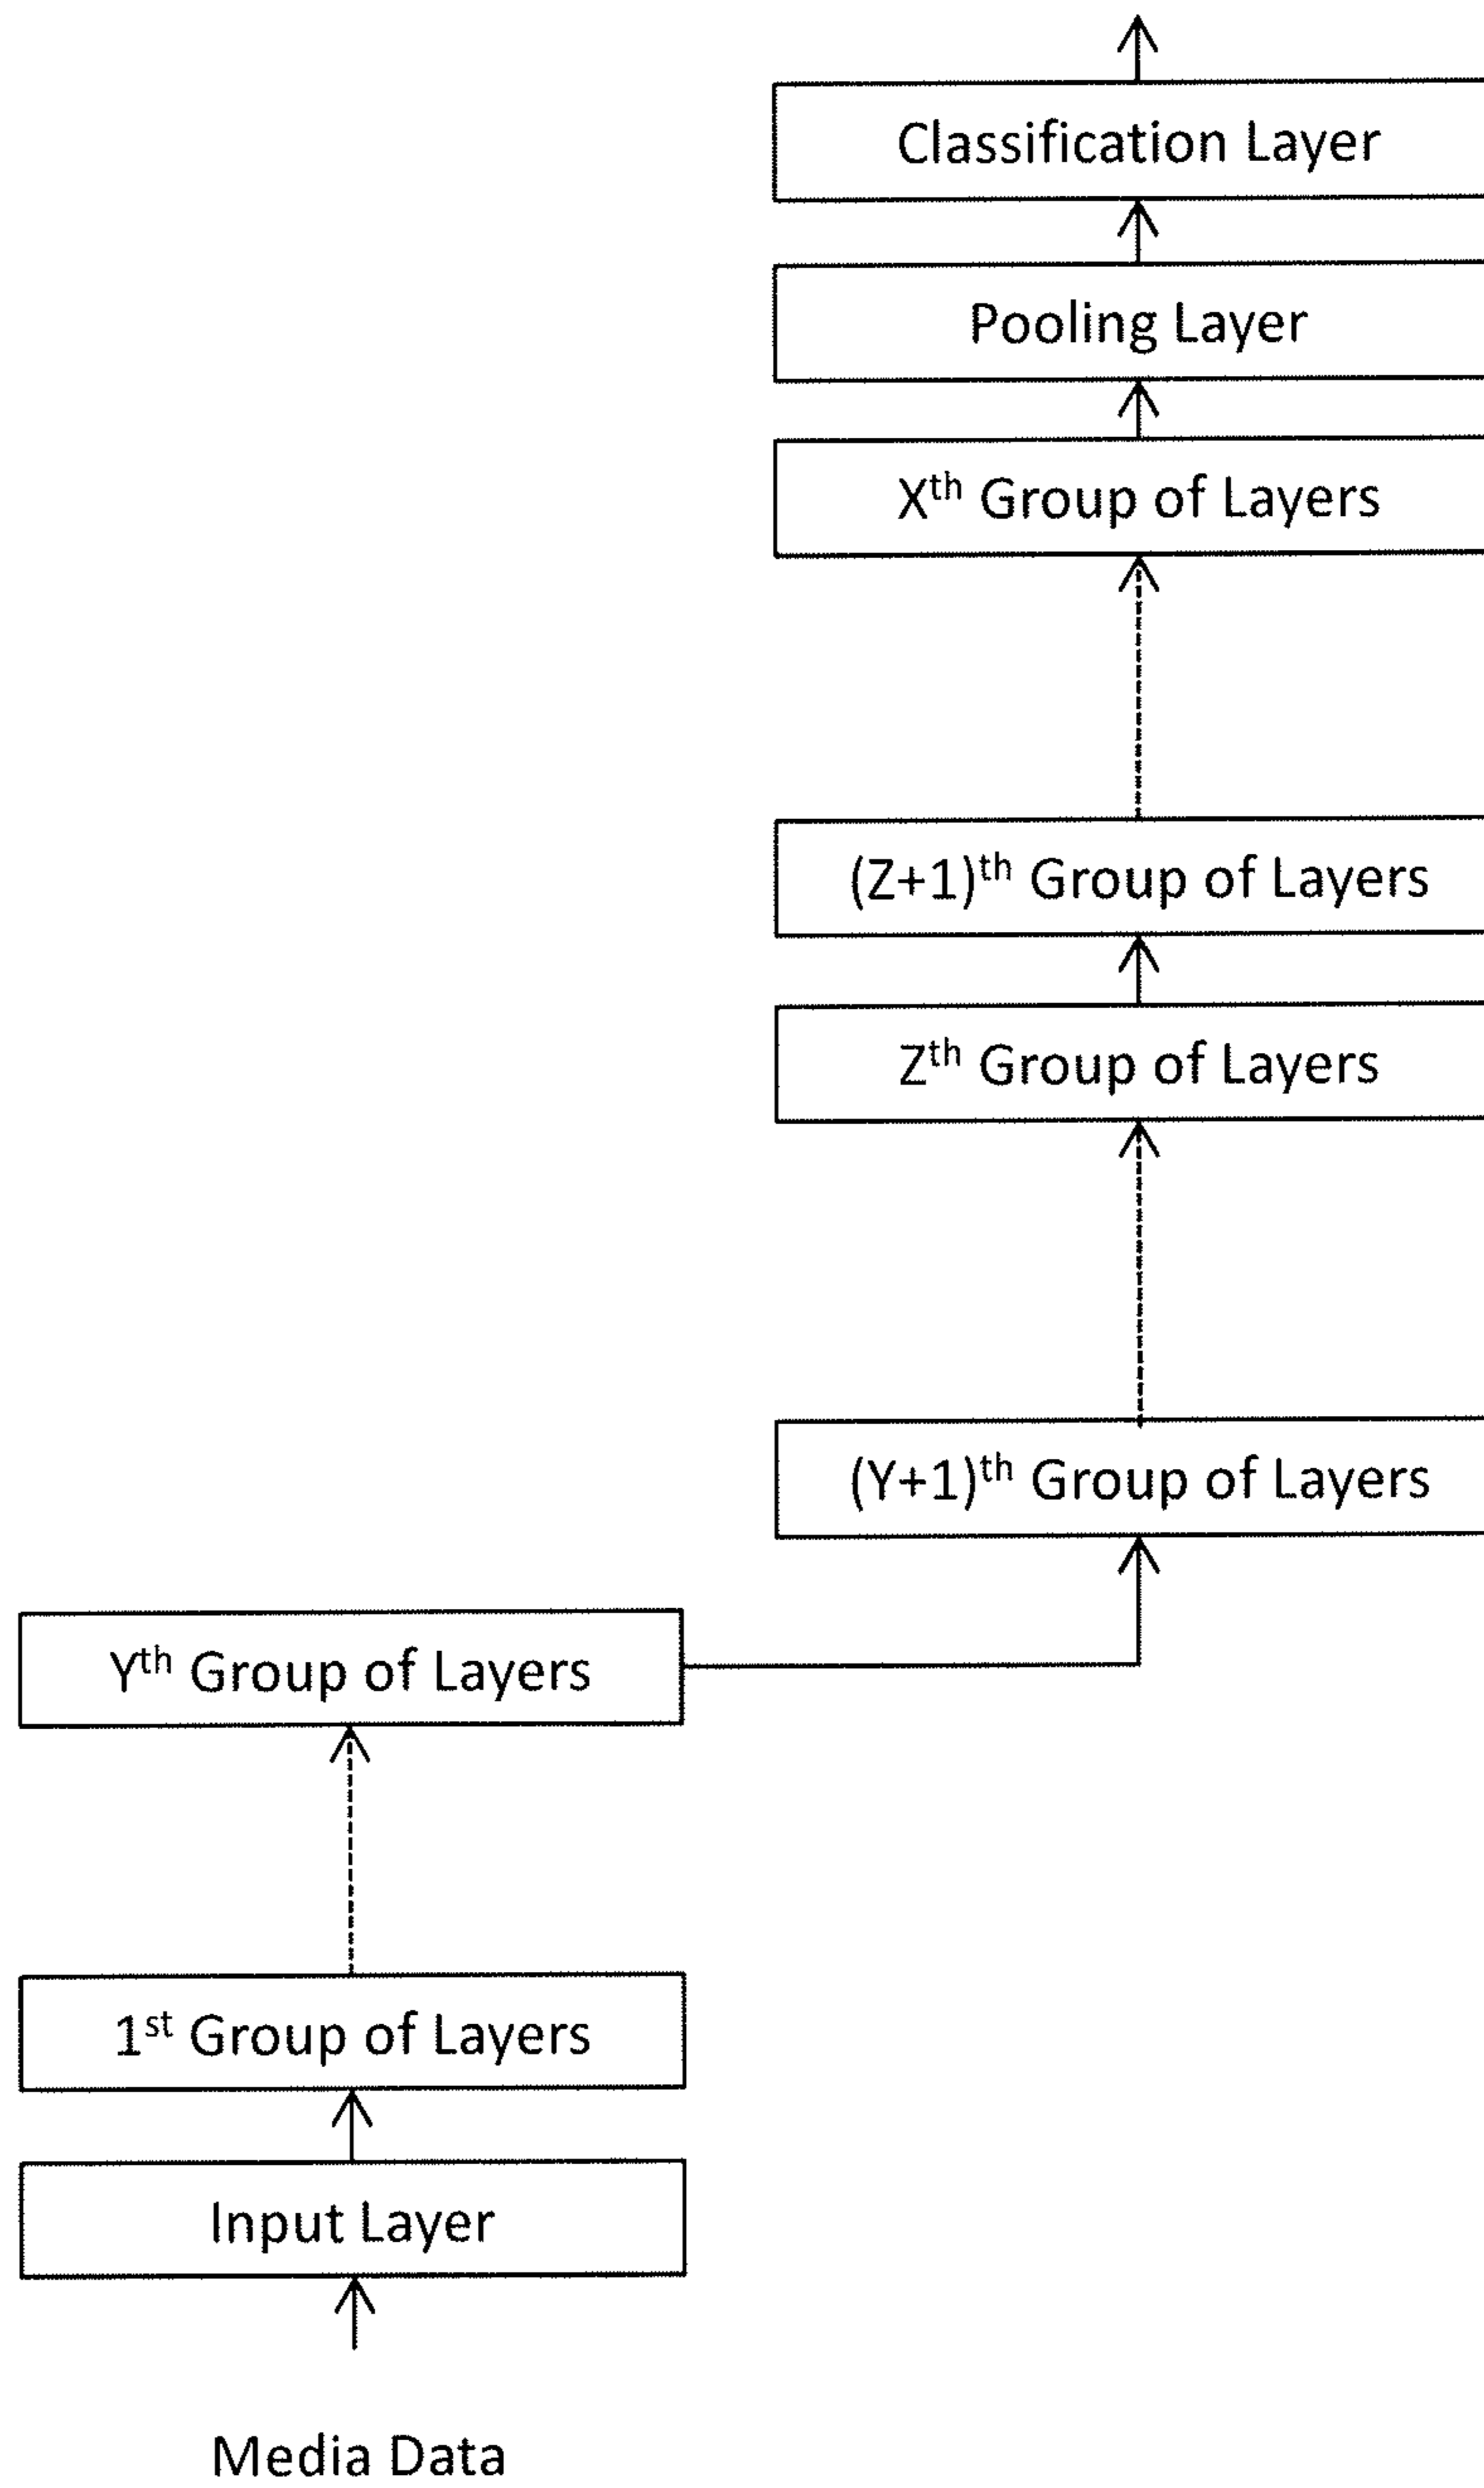 Classification Layer
Pooling Layer
Xth Group of Layers
(Z+1)th Group of Layers
Zth Group of Layers
(Y+1)th Group of Layers
Yth Group of Layers
1st Group of Layers
Input Layer
Media Data